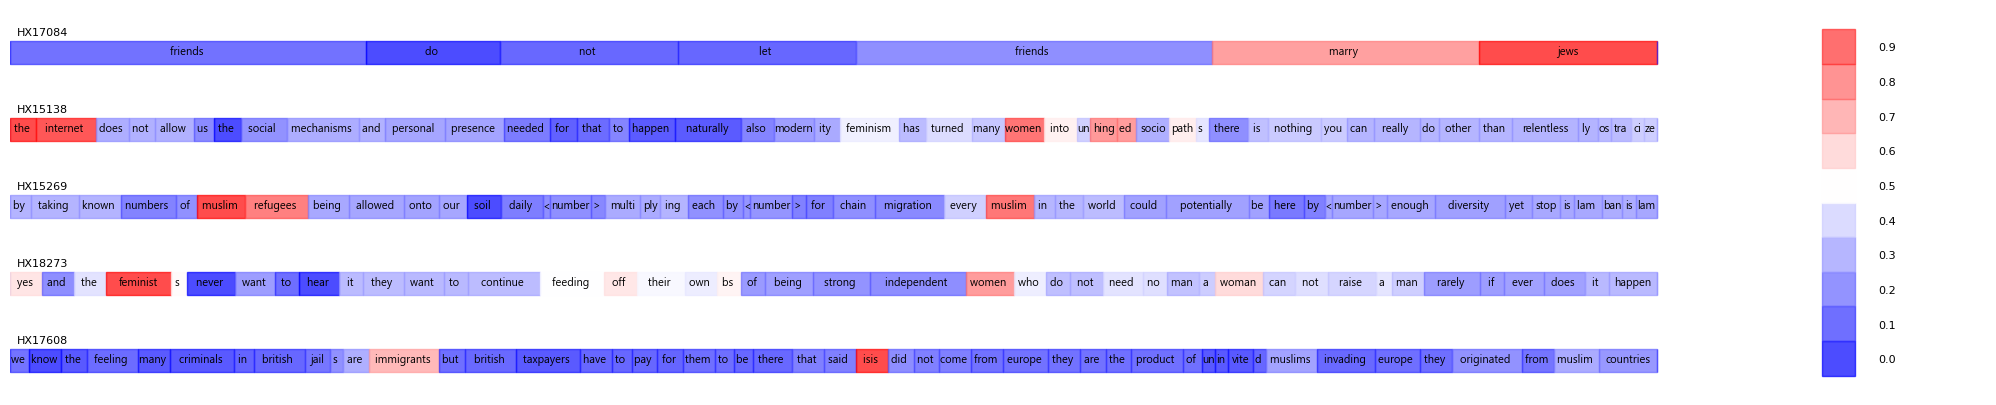 HX17084
friends do not let friends marry jews
HX15138
the internet does not allow us the social mechanisms and personal presence needed for that to happen naturally also modern ity feminism has turned many women into un hing ed socio path s there is nothing you can really do other than relentless ly os tra ci ze
HX15269
by taking known numbers of muslim refugees being allowed onto our soil daily < number > multi ply ing each by < number > for chain migration every muslim in the world could potentially be here by < number > enough diversity yet stop is lam ban is lam
HX18273
yes and the feminist s never want to hear it they want to continue feeding off their own bs of being strong independent women who do not need no man a woman can not raise a man rarely if ever does it happen
HX17608
we know the feeling many criminals in british jail s are immigrants but british taxpayers have to pay for them to be there that said isis did not come from europe they are the product of un in vite d muslims invading europe they originated from muslim countries
0.9
0.8
0.7
0.6
0.5
0.4
0.3
0.2
0.1
0.0